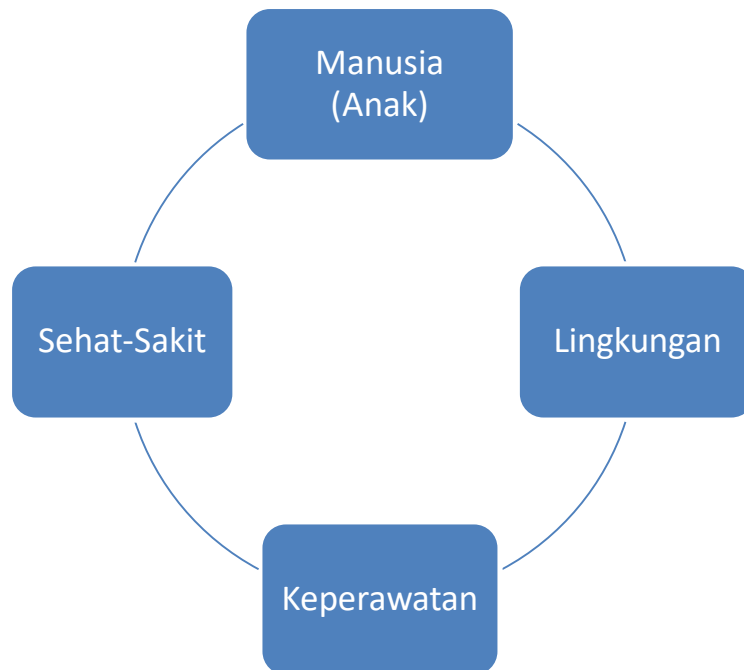 Manusia
(Anak)
Sehat-Sakit
Lingkungan
Keperawatan